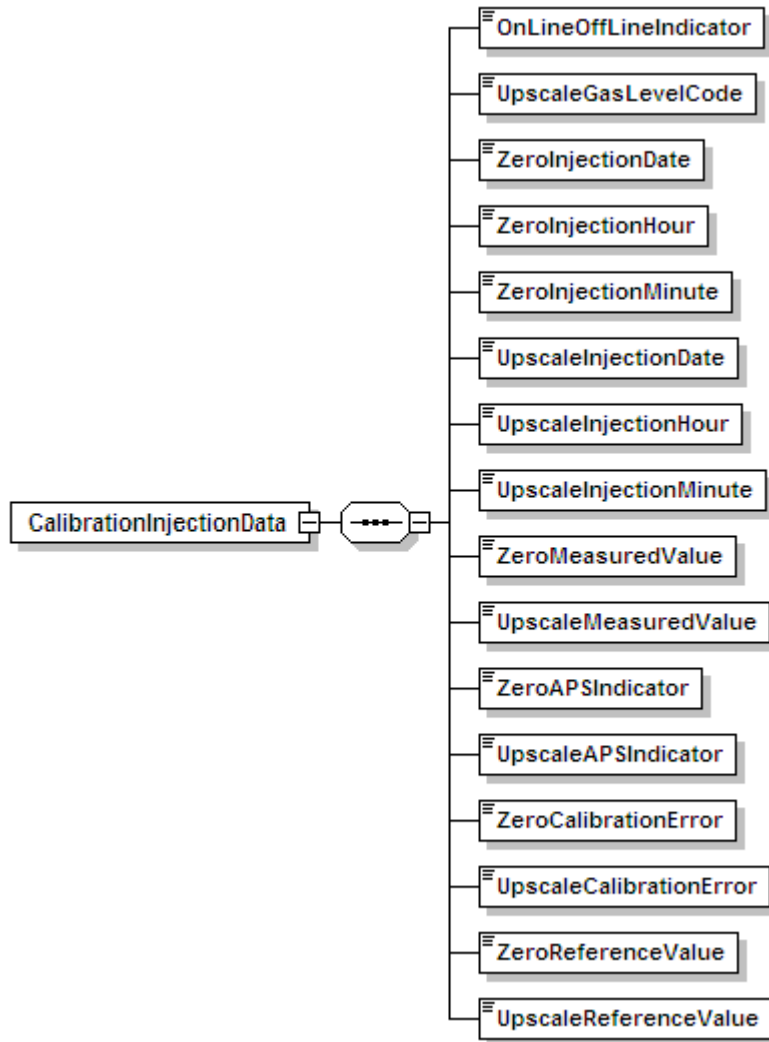 OnLineOffLineIndicator
UpscaleGasLevelCode
ZeroInjectionDate
ZeroInjectionHour
ZeroInjectionMinute
UpscaleInjectionDate
UpscaleInjectionHour
UpscaleInjectionMinute
CalibrationInjectionData
ZeroMeasuredValue
UpscaleMeasuredValue
ZeroAPSIndicator
UpscaleAPSIndicator
ZeroCalibrationError
UpscaleCalibrationError
ZeroReferenceValue
UpscaleReferenceValue